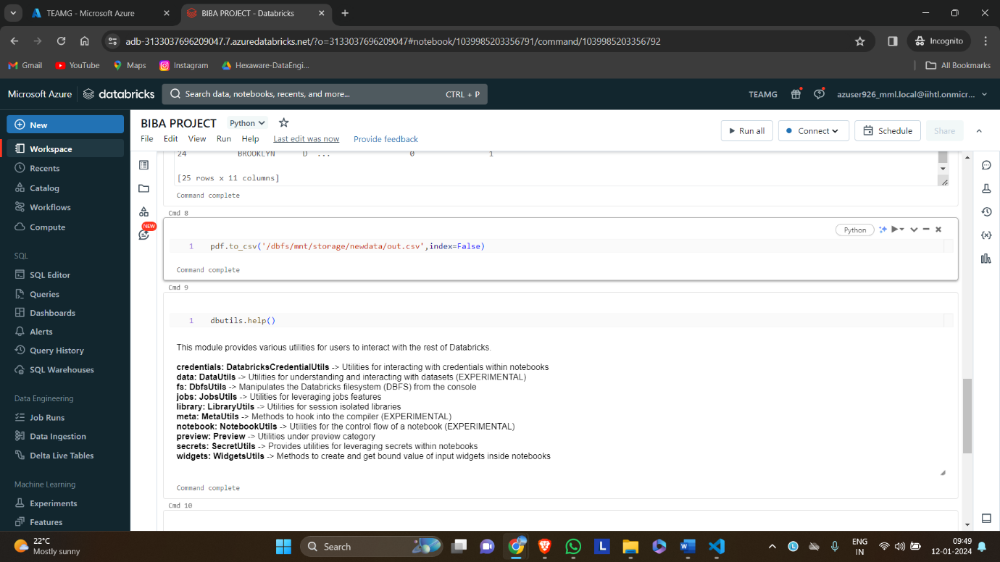 TEAMG - Microsoft Azure
BIBA PROJECT - Databricks
adb-3133037696209047.7.azuredatabricks.net/?o=3133037696209047#notebook/1039985203356791/command/1039985203356792
Incognito
Gmail
YouTube
Maps
Instagram
Hexaware-DataEngi...
All Bookmarks
Microsoft Azure
databricks
Search data, notebooks, recents, and more...
CTRL + P
TEAMG
azuser926_mml.local@iihtl.onmicr...
New
Workspace
Recents
Catalog
Workflows
Compute
SQL
SQL Editor
Queries
Dashboards
Alerts
Query History
SQL Warehouses
Data Engineering
Job Runs
Data Ingestion
Delta Live Tables
Machine Learning
Experiments
Features
BIBA PROJECT
Python
File Edit View Run Help Last edit was now Provide feedback
Run all
Connect
Schedule
Share
NEW
24 BROOKLYN D ... 0 1
[25 rows x 11 columns]
Command complete
Cmd 8
Python
1 pdf.to_csv('/dbfs/mnt/storage/newdata/out.csv',index=False)
Command complete
Cmd 9
1 dbutils.help()
This module provides various utilities for users to interact with the rest of Databricks.
credentials: DatabricksCredentialUtils -> Utilities for interacting with credentials within notebooks
data: DataUtils -> Utilities for understanding and interacting with datasets (EXPERIMENTAL)
fs: DbfsUtils -> Manipulates the Databricks filesystem (DBFS) from the console
jobs: JobsUtils -> Utilities for leveraging jobs features
library: LibraryUtils -> Utilities for session isolated libraries
meta: MetaUtils -> Methods to hook into the compiler (EXPERIMENTAL)
notebook: NotebookUtils -> Utilities for the control flow of a notebook (EXPERIMENTAL)
preview: Preview -> Utilities under preview category
secrets: SecretUtils -> Provides utilities for leveraging secrets within notebooks
widgets: WidgetsUtils -> Methods to create and get bound value of input widgets inside notebooks
Command complete
Cmd 10
22°C
Mostly sunny
Search
L
ENG
IN
09:49
12-01-2024